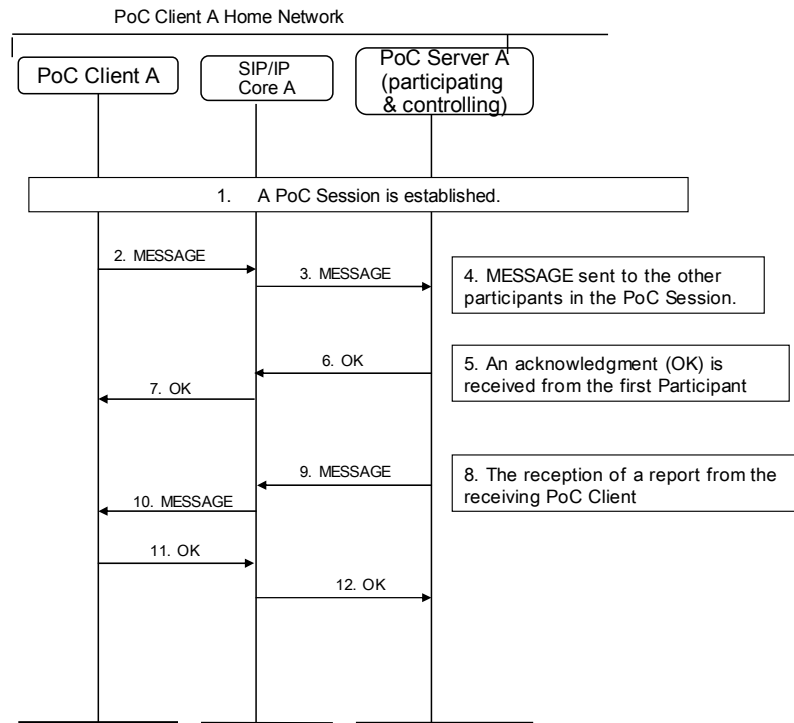 PoC Client A Home Network
PoC Client A
SIP/IP
Core A
PoC Server A
(participating
& controlling)
1. A PoC Session is established.
2. MESSAGE
3. MESSAGE
4. MESSAGE sent to the other
participants in the PoC Session.
5. An acknowledgment (OK) is
received from the first Participant
6. OK
7. OK
8. The reception of a report from the
receiving PoC Client
9. MESSAGE
10. MESSAGE
11. OK
12. OK